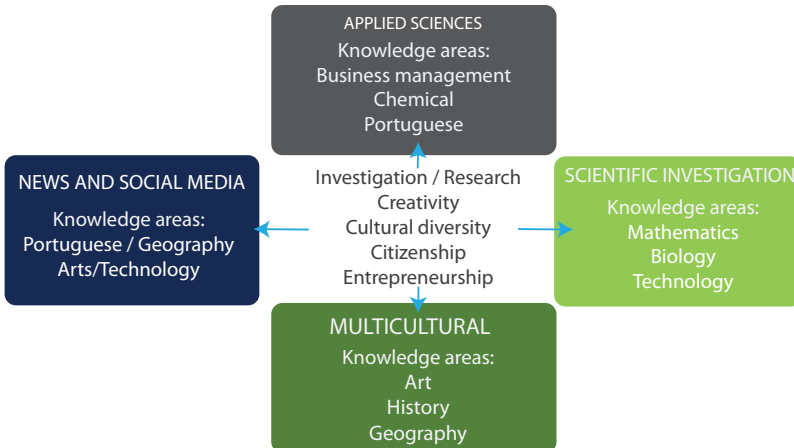 APPLIED SCIENCES
Knowledge areas:
Business management
Chemical
Portuguese
NEWS AND SOCIAL MEDIA
Knowledge areas:
Portuguese / Geography
Arts/Technology
Investigation / Research
Creativity
Cultural diversity
Citizenship
Entrepreneurship
SCIENTIFIC INVESTIGATION
Knowledge areas:
Mathematics
Biology
Technology
MULTICULTURAL
Knowledge areas:
Art
History
Geography